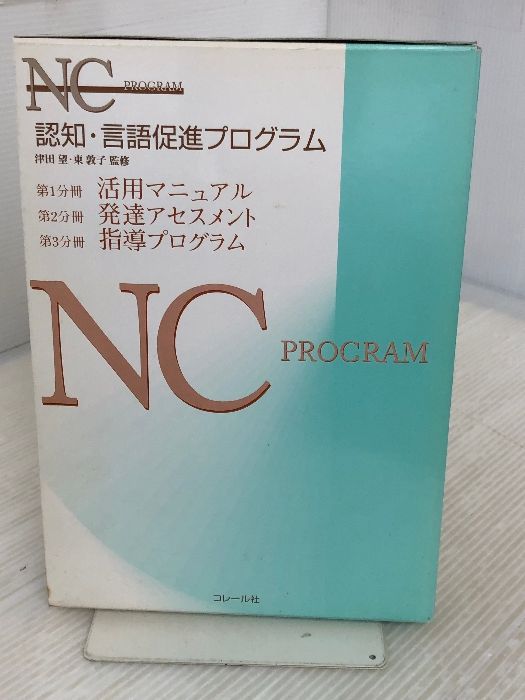 NC PROGRAM
認知・言語促進プログラム
津田 望・東 敦子 監修
第1分冊 活用マニュアル
第2分冊 発達アセスメント
第3分冊 指導プログラム
NC PROGRAM
コレール社